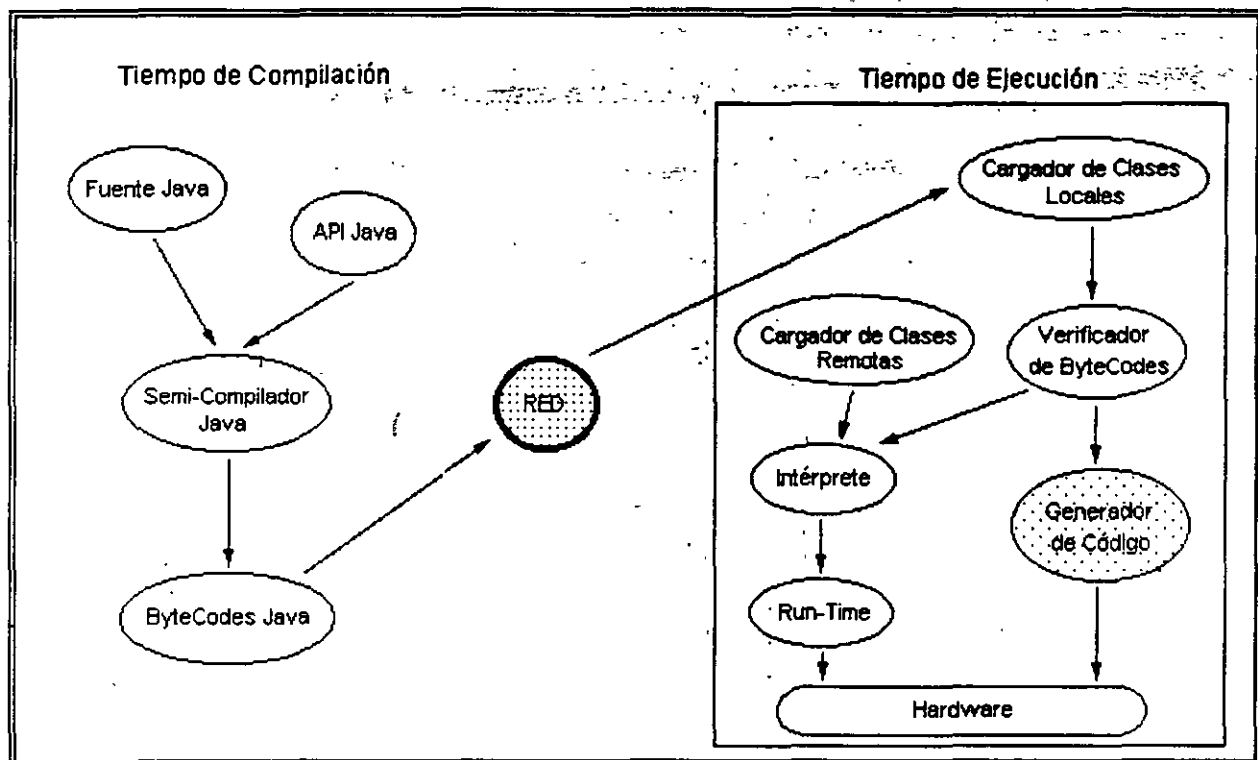 Tiempo de Compilación
Tiempo de Ejecución
Fuente Java
API Java
Semi-Compilador
Java
ByteCodes Java
RED
Cargador de Clases
Locales
Cargador de Clases
Remotas
Verificador
de ByteCodes
Intérprete
Generador
de Código
Run-Time
Hardware